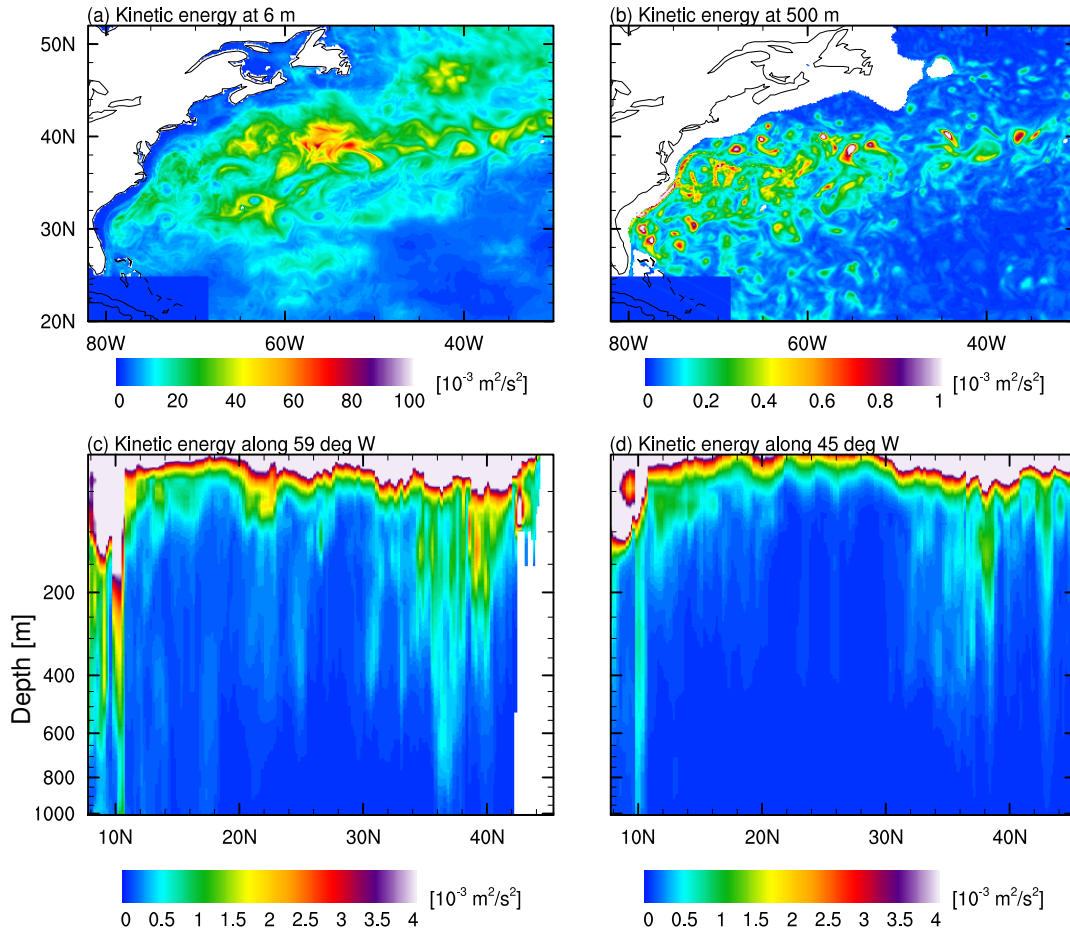 (a) Kinetic energy at 6 m
(b) Kinetic energy at 500 m
50N
40N
30N
20N
80W 60W 40W
80W 60W 40W
0 20 40 60 80 100
[10⁻³ m²/s²]
0 0.2 0.4 0.6 0.8 1
[10⁻³ m²/s²]
(c) Kinetic energy along 59 deg W
(d) Kinetic energy along 45 deg W
Depth [m]
200
400
600
800
1000
10N 20N 30N 40N
10N 20N 30N 40N
0 0.5 1 1.5 2 2.5 3 3.5 4
[10⁻³ m²/s²]
0 0.5 1 1.5 2 2.5 3 3.5 4
[10⁻³ m²/s²]